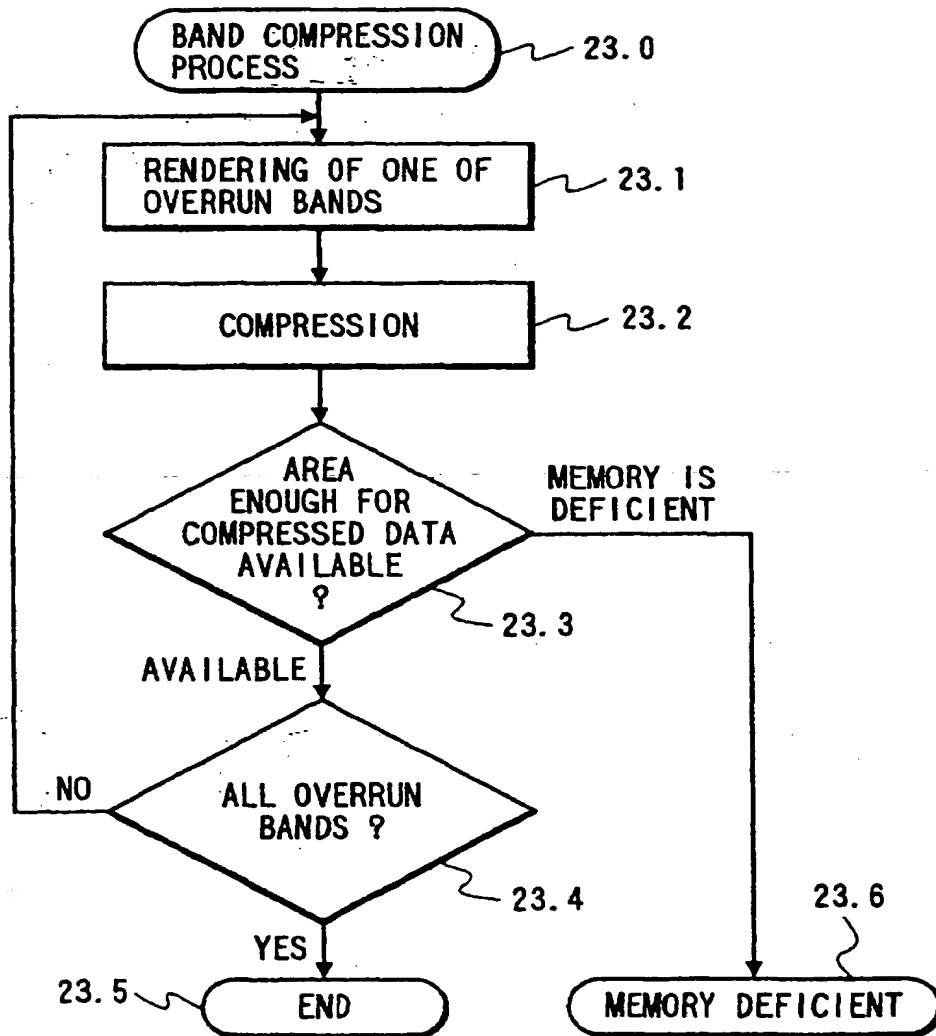 BAND COMPRESSION
PROCESS
23.0
RENDERING OF ONE OF
OVERRUN BANDS
23.1
COMPRESSION
23.2
AREA
ENOUGH FOR
COMPRESSED DATA
AVAILABLE
?
MEMORY IS
DEFICIENT
23.3
AVAILABLE
NO
ALL OVERRUN
BANDS ?
23.4
YES
23.5
END
23.6
MEMORY DEFICIENT